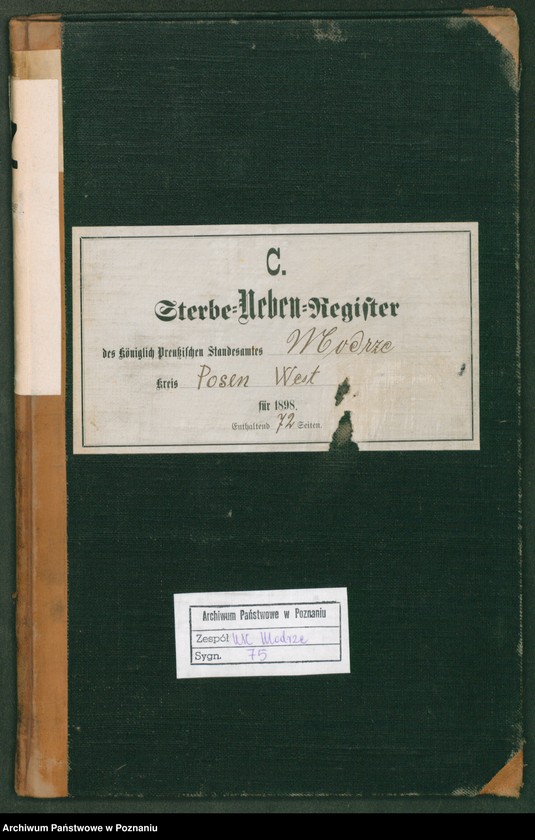 C.
Sterbe-Neben-Register
des Königlich Preußischen Standesamtes Modrze
Kreis Posen West
für 1898.
Enthaltend 72 Seiten.
Archiwum Państwowe w Poznaniu
Zespół Modrze
Sygn. 75
Archiwum Państwowe w Poznaniu